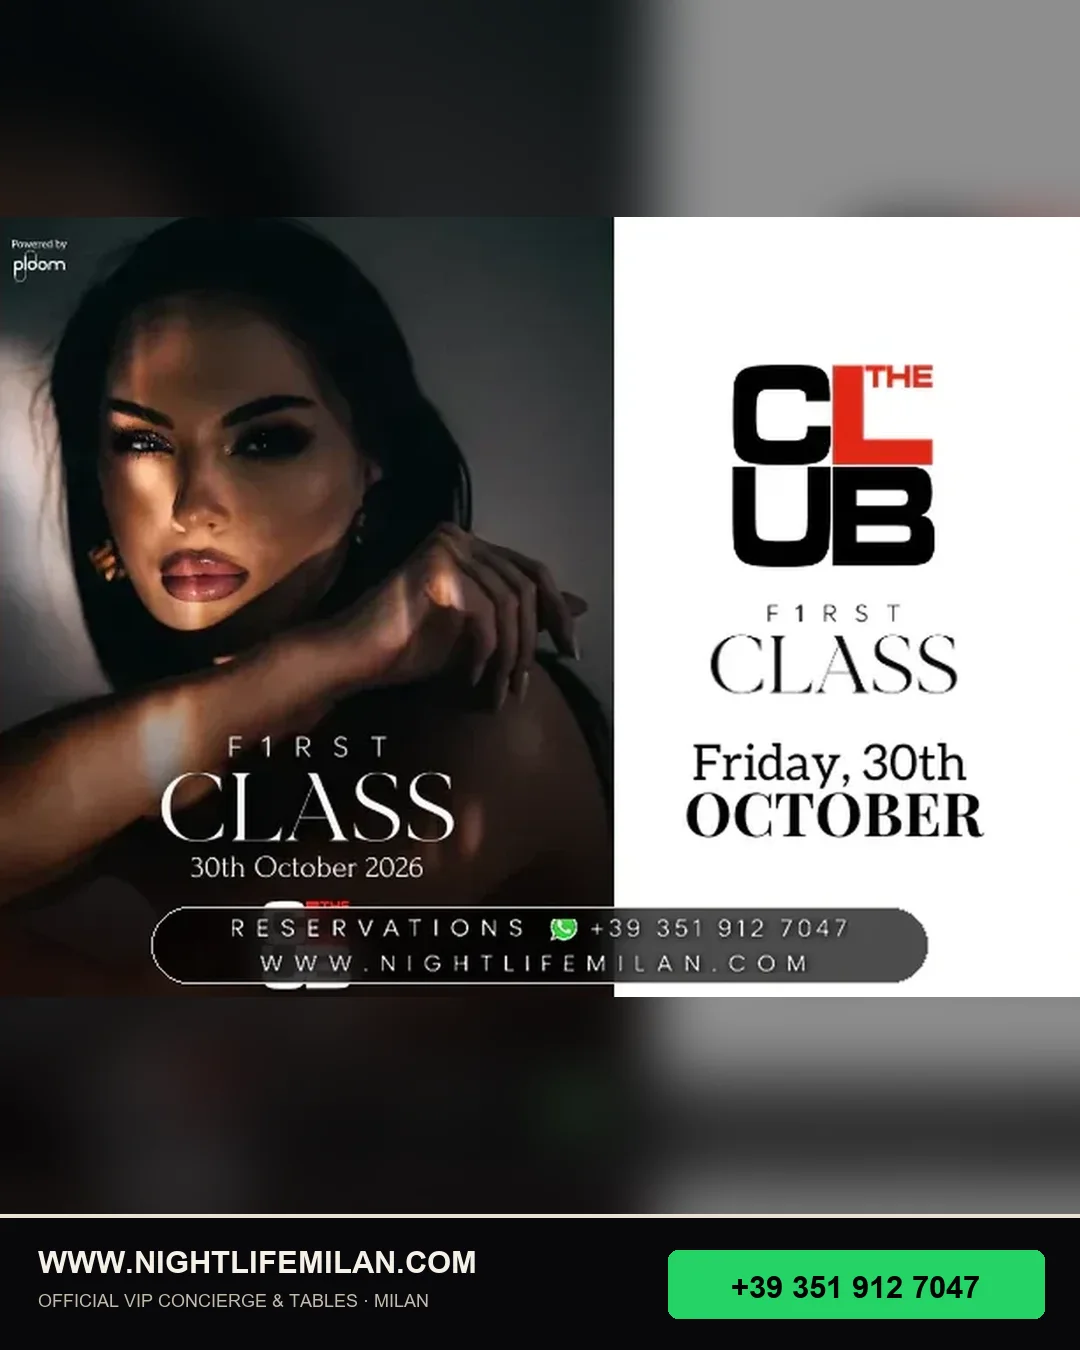 Powered by
ploom
F1RST
CLASS
30th October 2026
THE
CL
UB
F1RST
CLASS
Friday, 30th
OCTOBER
RESERVATIONS +39 351 912 7047
WWW.NIGHTLIFEMILAN.COM
WWW.NIGHTLIFEMILAN.COM
OFFICIAL VIP CONCIERGE & TABLES · MILAN
+39 351 912 7047